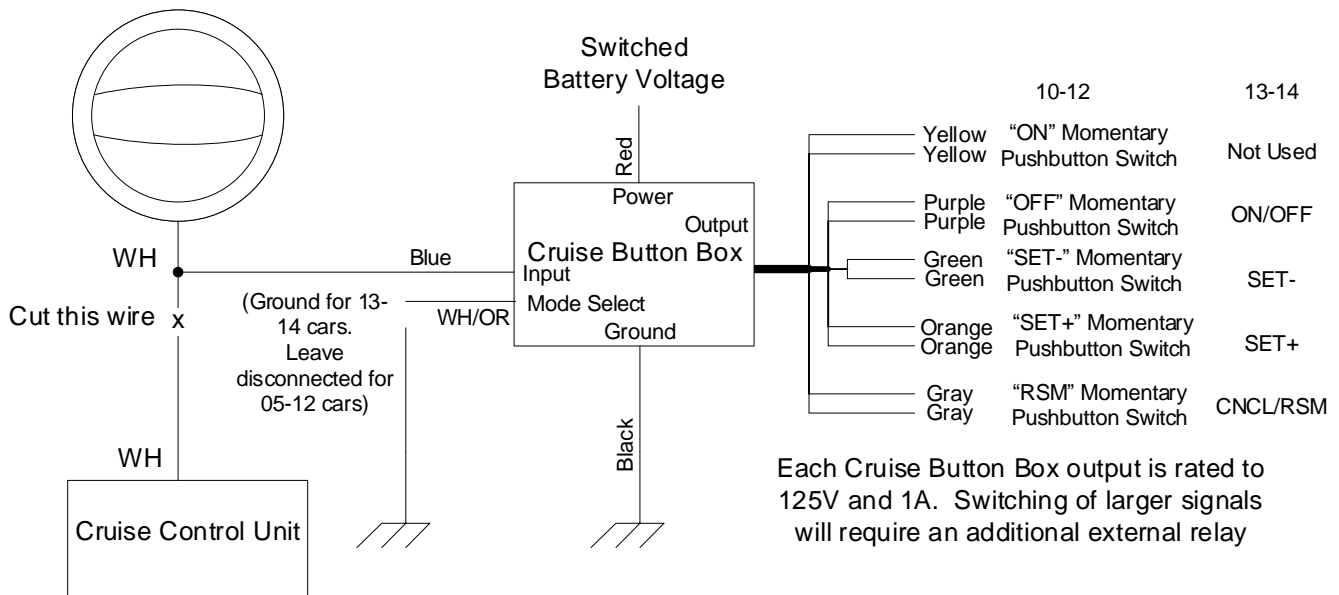 Switched
Battery Voltage
10-12
13-14
Yellow
Yellow
“ON” Momentary
Pushbutton Switch
Not Used
Red
Power
Output
Purple
Purple
“OFF” Momentary
Pushbutton Switch
ON/OFF
WH
Blue
Cruise Button Box
Input
Green
Green
“SET-” Momentary
Pushbutton Switch
SET-
Cut this wire
x
(Ground for 13-
14 cars.
Leave
disconnected for
05-12 cars)
WH/OR
Mode Select
Ground
Orange
Orange
“SET+” Momentary
Pushbutton Switch
SET+
Black
Gray
Gray
“RSM” Momentary
Pushbutton Switch
CNCL/RSM
WH
Cruise Control Unit
Each Cruise Button Box output is rated to
125V and 1A. Switching of larger signals
will require an additional external relay